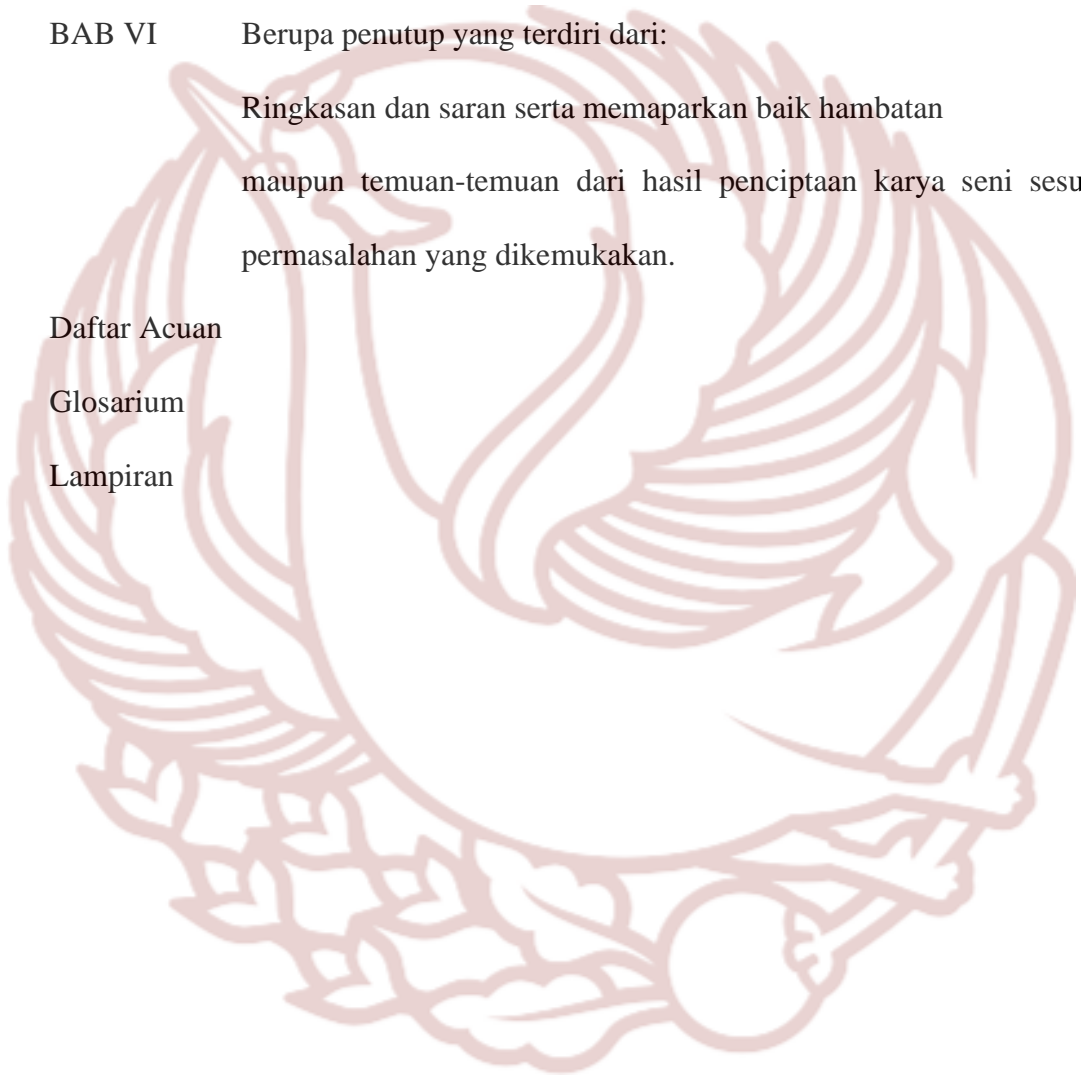 BAB VI Berupa penutup yang terdiri dari:
Ringkasan dan saran serta memaparkan baik hambatan
maupun temuan-temuan dari hasil penciptaan karya seni sesu
permasalahan yang dikemukakan.
Daftar Acuan
Glosarium
Lampiran